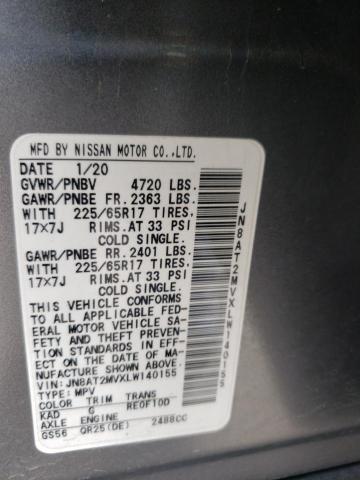 MFD BY NISSAN MOTOR CO.,LTD.
DATE 1/20
GVWR/PNBV 4720 LBS.
GAWR/PNBE FR. 2363 LBS.
WITH 225/65R17 TIRES,
17×7J RIMS.AT 33 PSI
COLD SINGLE.
GAWR/PNBE RR. 2401 LBS.
WITH 225/65R17 TIRES,
17×7J RIMS.AT 33 PSI
COLD SINGLE.
THIS VEHICLE CONFORMS
TO ALL APPLICABLE FED-
ERAL MOTOR VEHICLE SA-
FETY AND THEFT PREVEN-
TION STANDARDS IN EFF-
ECT ON THE DATE OF MA-
NUFACTURE SHOWN ABOVE.
VIN:JN8AT2MVXLW140155
TYPE:MPV
COLOR TRIM TRANS
KAD G RE0F10D
AXLE ENGINE
GS56 QR25(DE) 2488CC
JN8AT2MVXLW140155